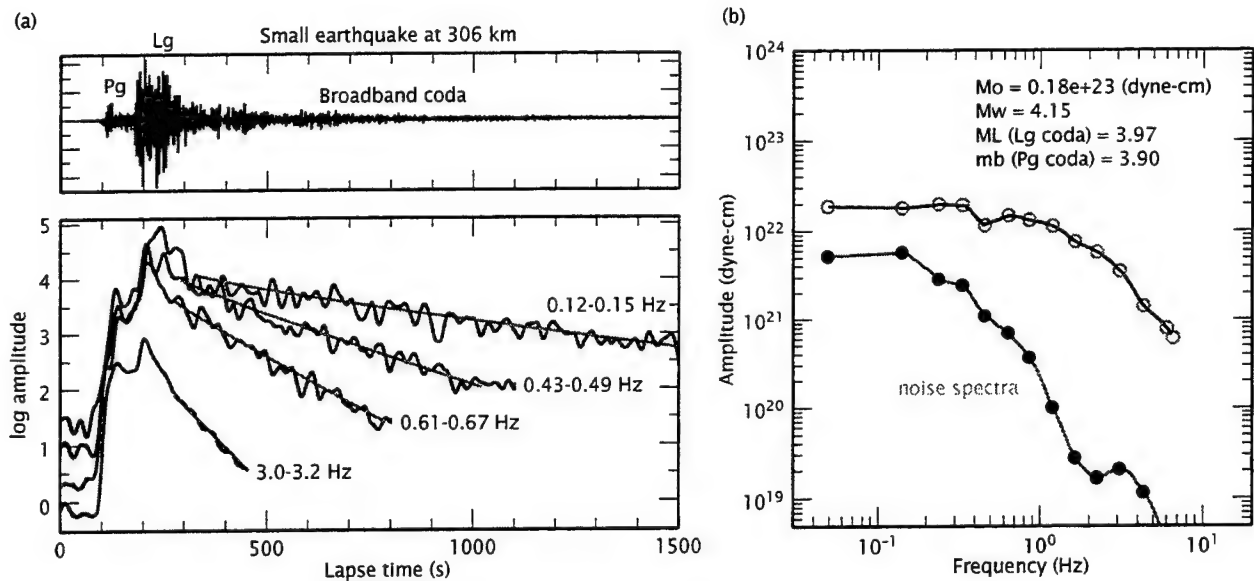 (a)
Small earthquake at 306 km
Lg
Pg
Broadband coda
5
4
3
2
1
0
log amplitude
0.12-0.15 Hz
0.43-0.49 Hz
0.61-0.67 Hz
3.0-3.2 Hz
0
500
1000
1500
Lapse time (s)
(b)
10^24
10^23
10^22
10^21
10^20
10^19
Amplitude (dyne-cm)
Mo = 0.18e+23 (dyne-cm)
Mw = 4.15
ML (Lg coda) = 3.97
mb (Pg coda) = 3.90
noise spectra
10^-1
10^0
10^1
Frequency (Hz)